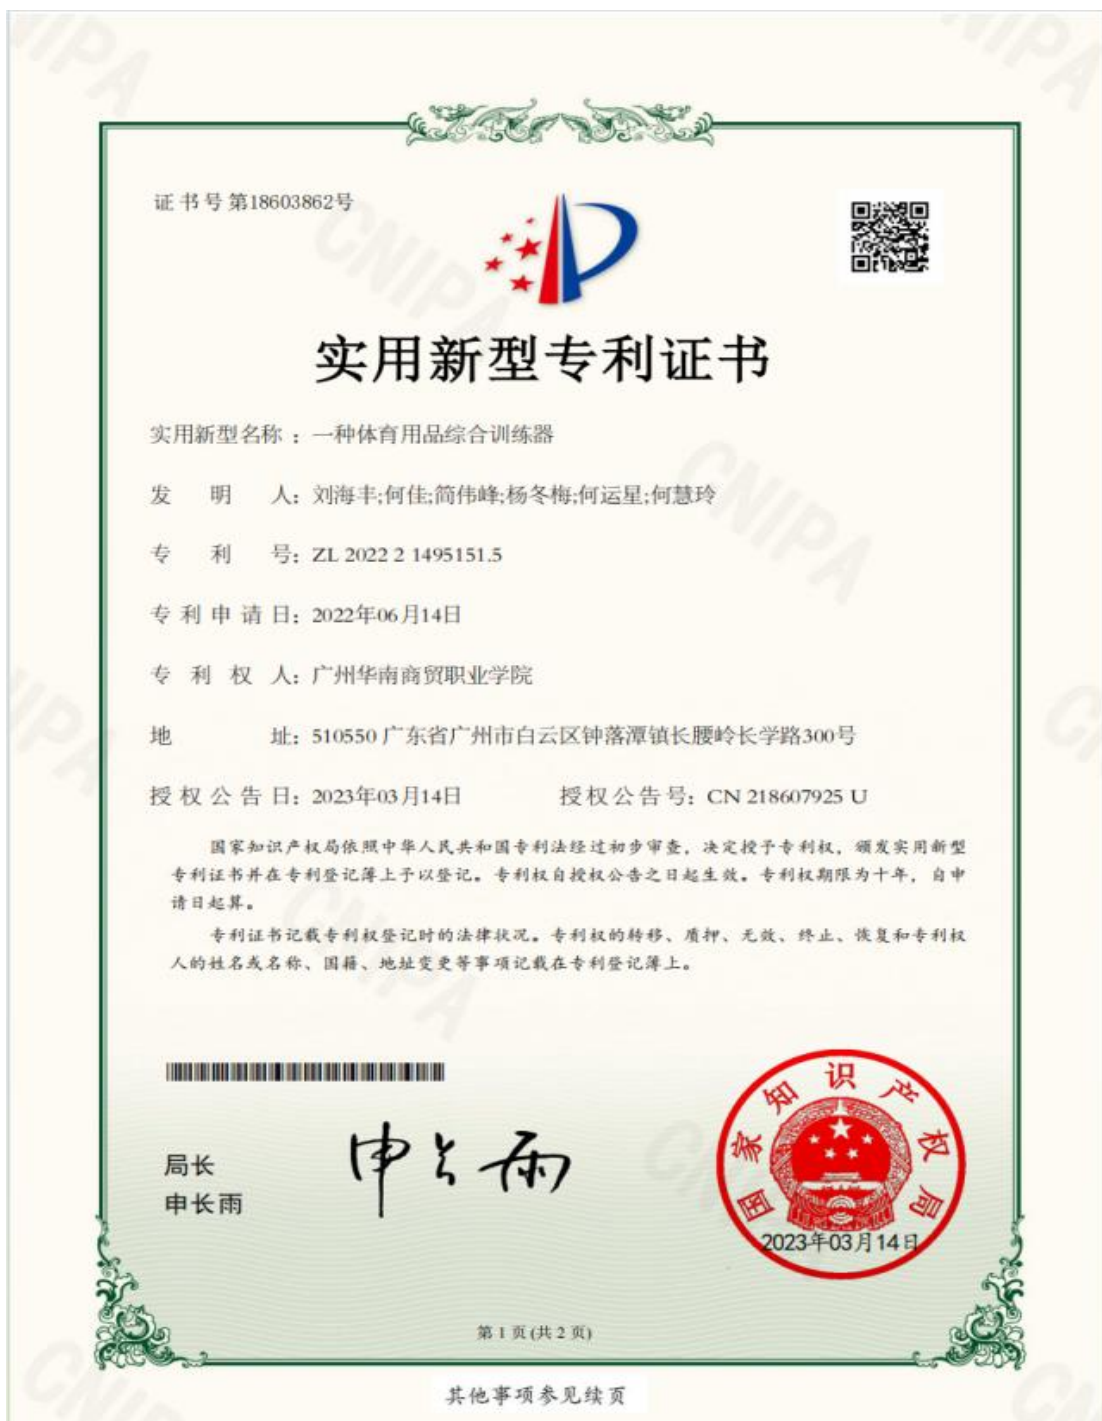 证书号第18603862号
实用新型专利证书
实用新型名称：一种体育用品综合训练器
发明人：刘海丰;何佳;简伟峰;杨冬梅;何运星;何慧玲
专利号：ZL 2022 2 1495151.5
专利申请日：2022年06月14日
专利权人：广州华南商贸职业学院
地址：510550 广东省广州市白云区钟落潭镇长腰岭长学路300号
授权公告日：2023年03月14日 授权公告号：CN 218607925 U
国家知识产权局依照中华人民共和国专利法经过初步审查，决定授予专利权，颁发实用新型
专利证书并在专利登记簿上予以登记。专利权自授权公告之日起生效。专利权期限为十年，自申
请日起算。
专利证书记载专利权登记时的法律状况。专利权的转移、质押、无效、终止、恢复和专利权
人的姓名或名称、国籍、地址变更等事项记载在专利登记簿上。
局长
申长雨
申长雨
国家知识产权局
2023年03月14日
第 1 页 (共 2 页)
其他事项参见续页
CNIPA
CNIPA
CNIPA
CNIPA
CNIPA
CNIPA